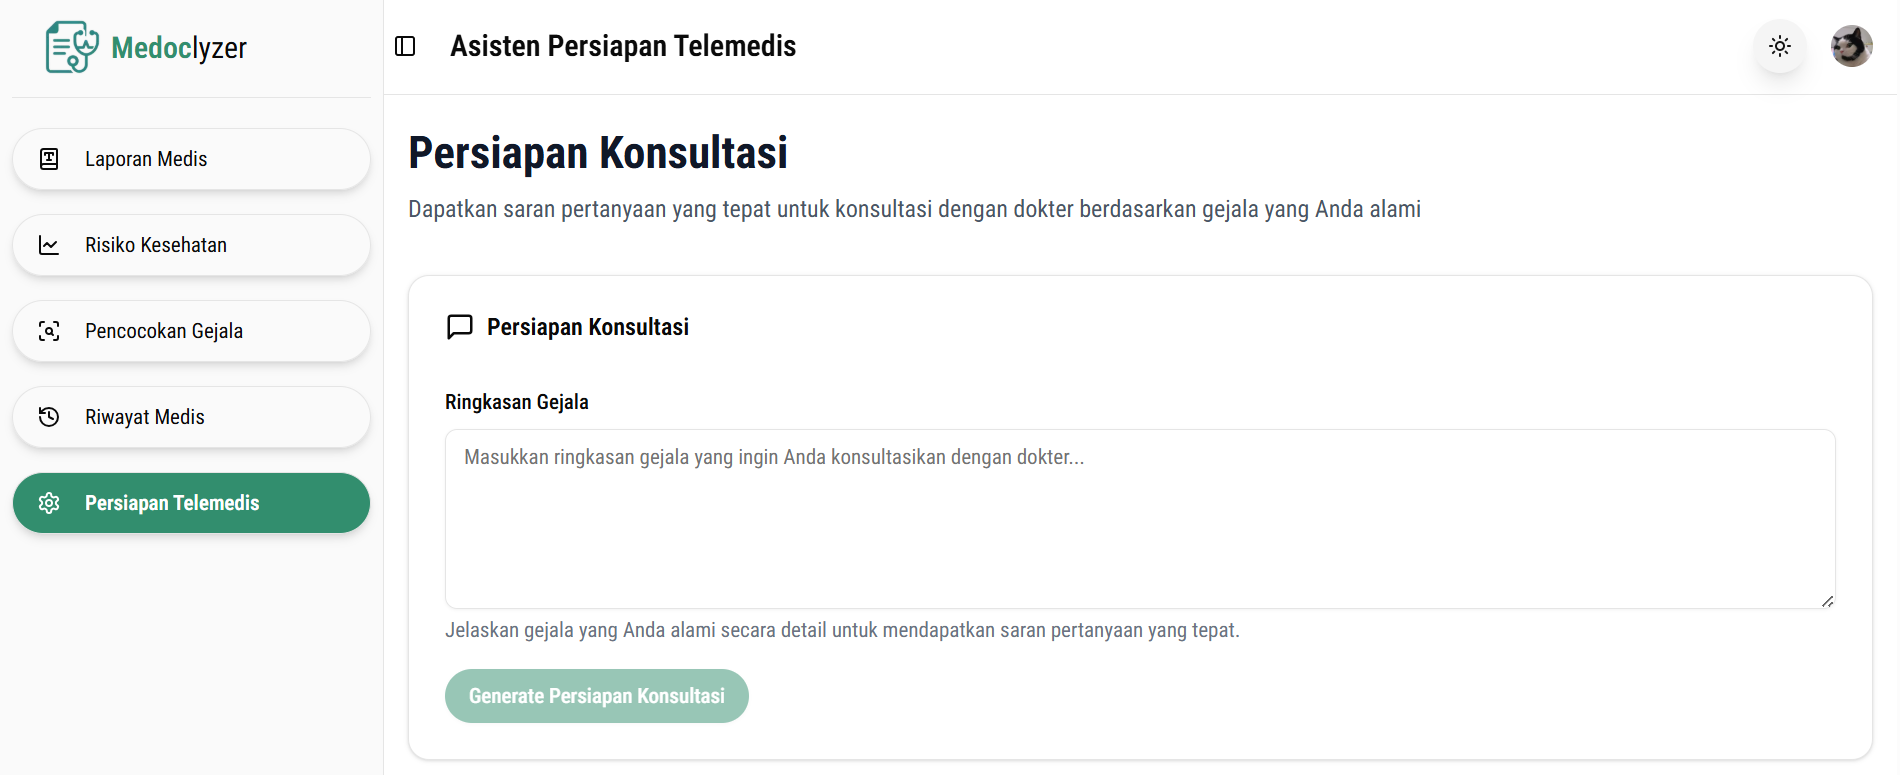 Medoclyzer
Laporan Medis
Risiko Kesehatan
Pencocokan Gejala
Riwayat Medis
Persiapan Telemedis
Asisten Persiapan Telemedis
Persiapan Konsultasi
Dapatkan saran pertanyaan yang tepat untuk konsultasi dengan dokter berdasarkan gejala yang Anda alami
Persiapan Konsultasi
Ringkasan Gejala
Masukkan ringkasan gejala yang ingin Anda konsultasikan dengan dokter...
Jelaskan gejala yang Anda alami secara detail untuk mendapatkan saran pertanyaan yang tepat.
Generate Persiapan Konsultasi